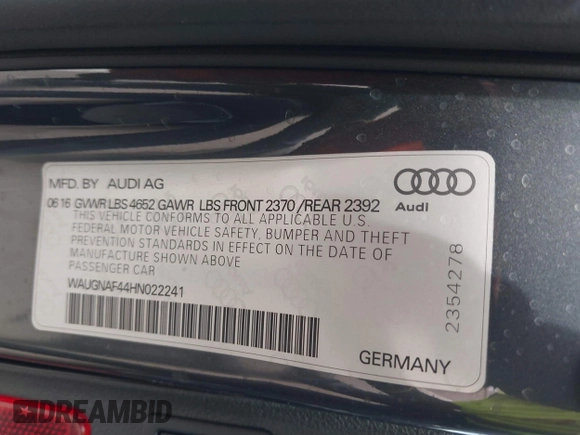 MFD. BY AUDI AG
06 16 GVWR LBS 4652 GAWR LBS FRONT 2370 /REAR 2392
THIS VEHICLE CONFORMS TO ALL APPLICABLE U.S.
FEDERAL MOTOR VEHICLE SAFETY, BUMPER AND THEFT
PREVENTION STANDARDS IN EFFECT ON THE DATE OF
MANUFACTURE SHOWN ABOVE
PASSENGER CAR
WAUGNAF44HN022241
Audi
2354278
GERMANY
DREAMBID